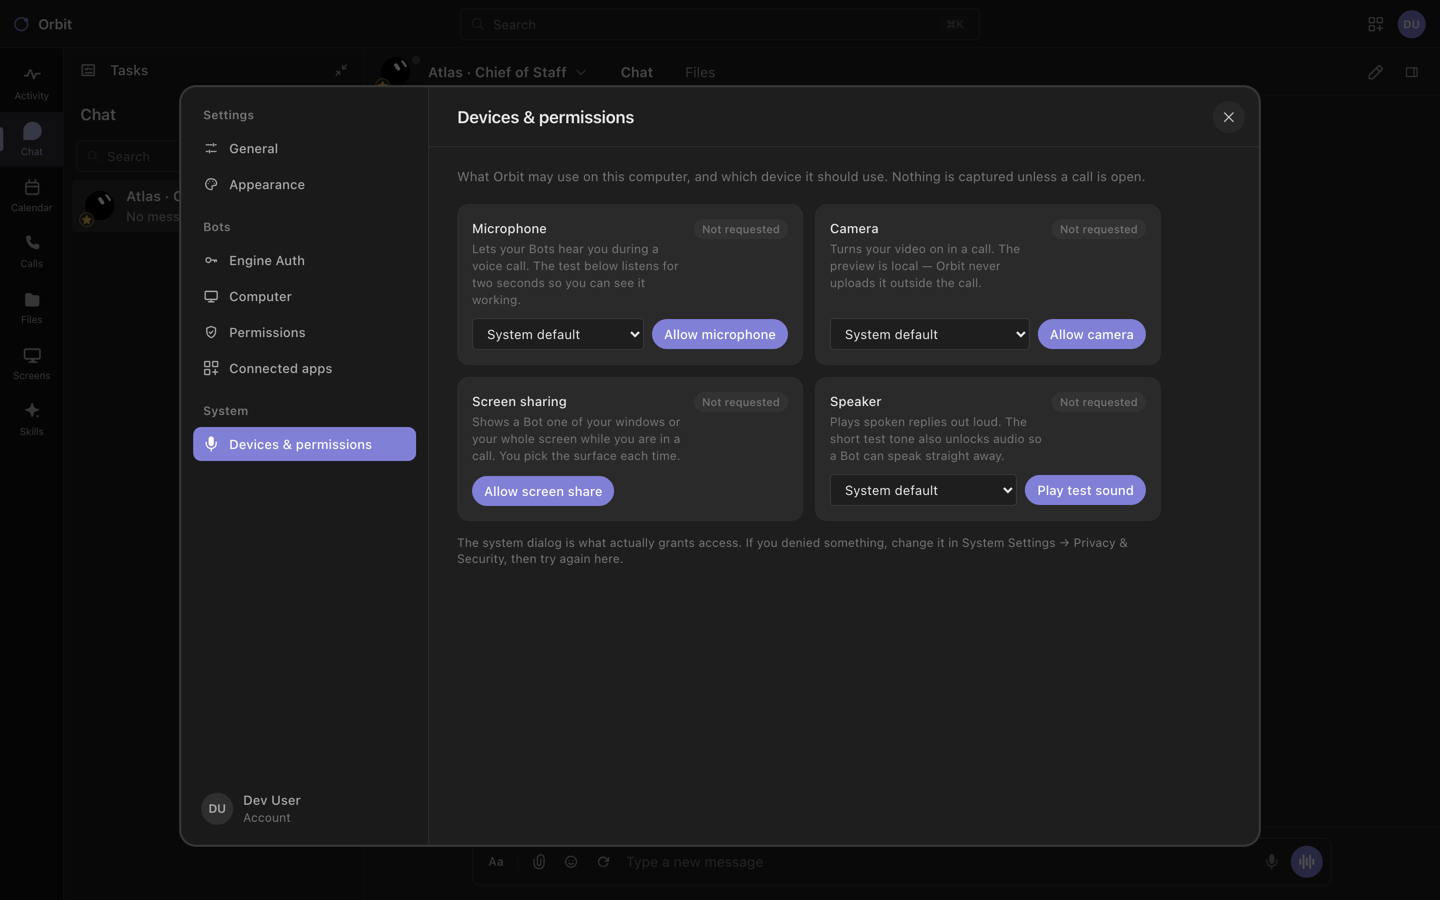 Orbit
Search
⌘K
DU
Activity
Chat
Calendar
Calls
Files
Screens
Skills
Tasks
Chat
Search
Atlas · C
No mess
Atlas · Chief of Staff
Chat
Files
Settings
General
Appearance
Bots
Engine Auth
Computer
Permissions
Connected apps
System
Devices & permissions
DU
Dev User
Account
Devices & permissions
What Orbit may use on this computer, and which device it should use. Nothing is captured unless a call is open.
Microphone
Not requested
Lets your Bots hear you during a
voice call. The test below listens for
two seconds so you can see it
working.
System default
Allow microphone
Camera
Not requested
Turns your video on in a call. The
preview is local — Orbit never
uploads it outside the call.
System default
Allow camera
Screen sharing
Not requested
Shows a Bot one of your windows or
your whole screen while you are in a
call. You pick the surface each time.
Allow screen share
Speaker
Not requested
Plays spoken replies out loud. The
short test tone also unlocks audio so
a Bot can speak straight away.
System default
Play test sound
The system dialog is what actually grants access. If you denied something, change it in System Settings → Privacy &
Security, then try again here.
Aa
Type a new message